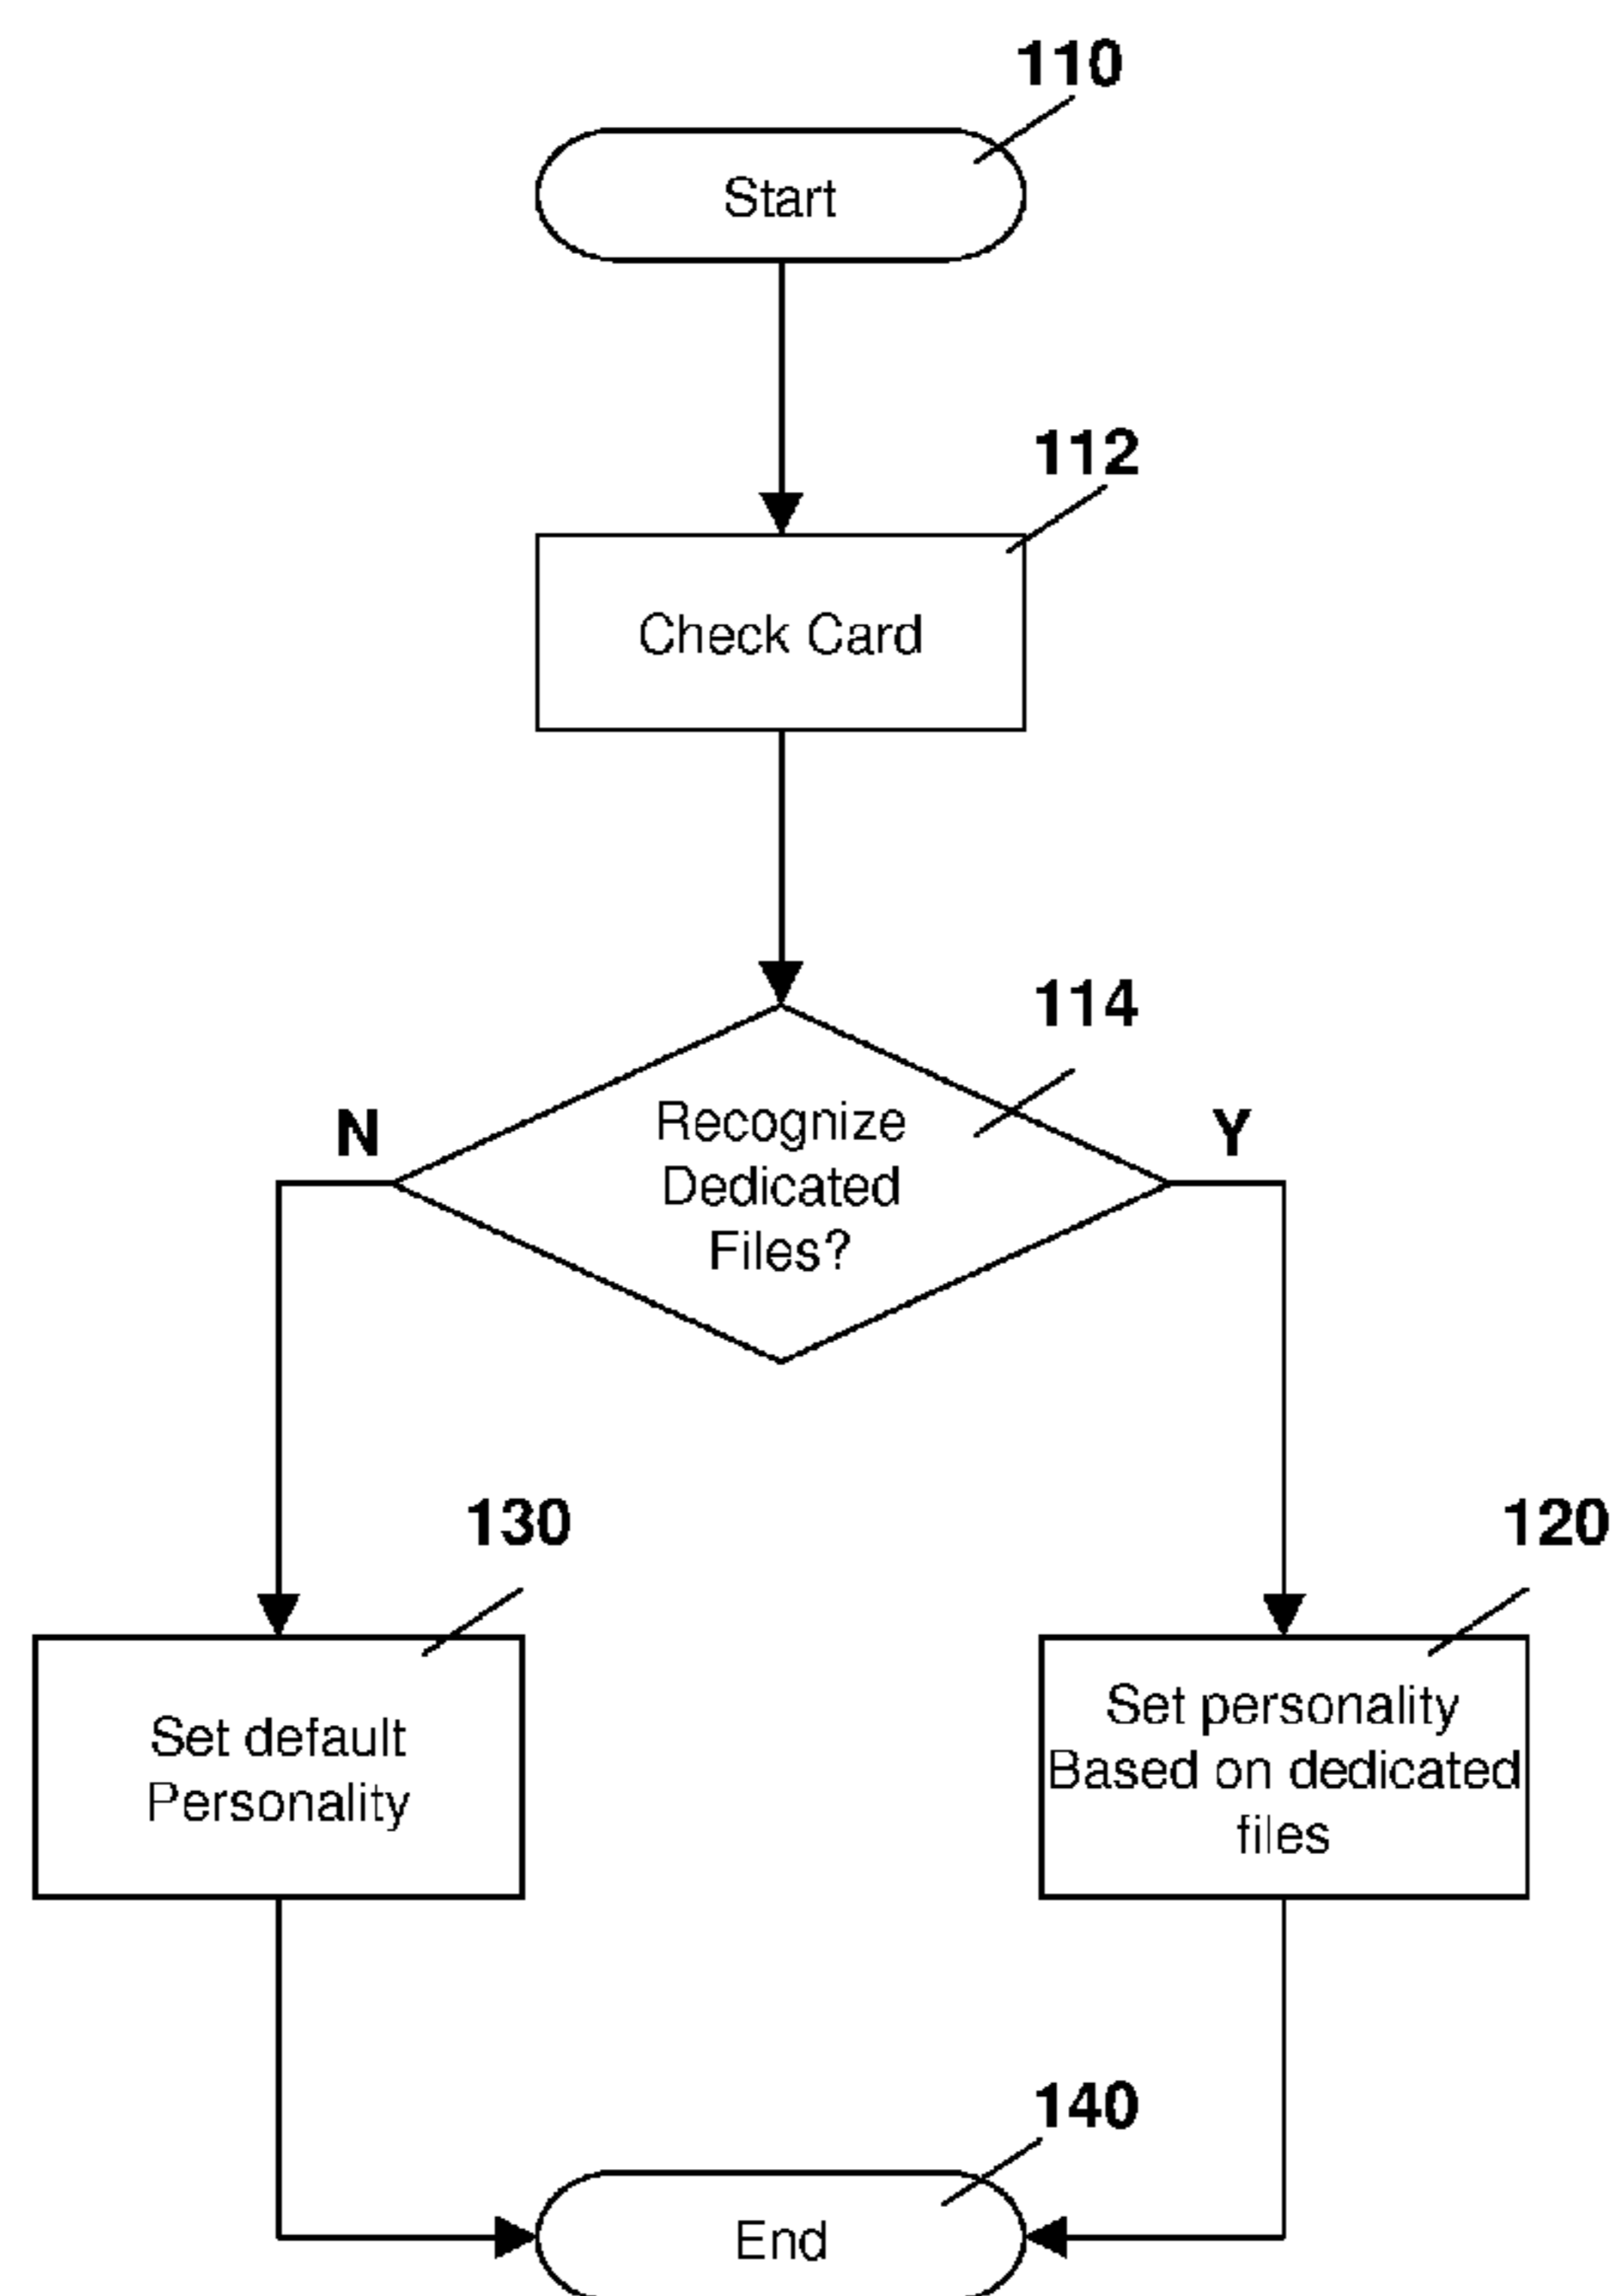 110
Start
112
Check Card
114
N
Y
Recognize
Dedicated
Files?
130
120
Set default
Personality
Set personality
Based on dedicated
files
140
End